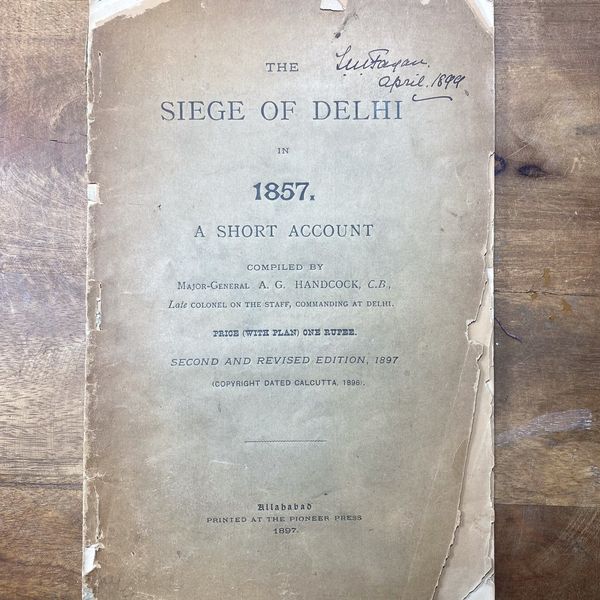 THE
L.M. Fagan.
April. 1899
SIEGE OF DELHI
IN
1857.
A SHORT ACCOUNT
COMPILED BY
MAJOR-GENERAL A. G. HANDCOCK, C.B.,
Late COLONEL ON THE STAFF, COMMANDING AT DELHI.
PRICE (WITH PLAN) ONE RUPEE.
SECOND AND REVISED EDITION, 1897
(COPYRIGHT DATED CALCUTTA, 1896).
Allahabad
PRINTED AT THE PIONEER PRESS
1897.